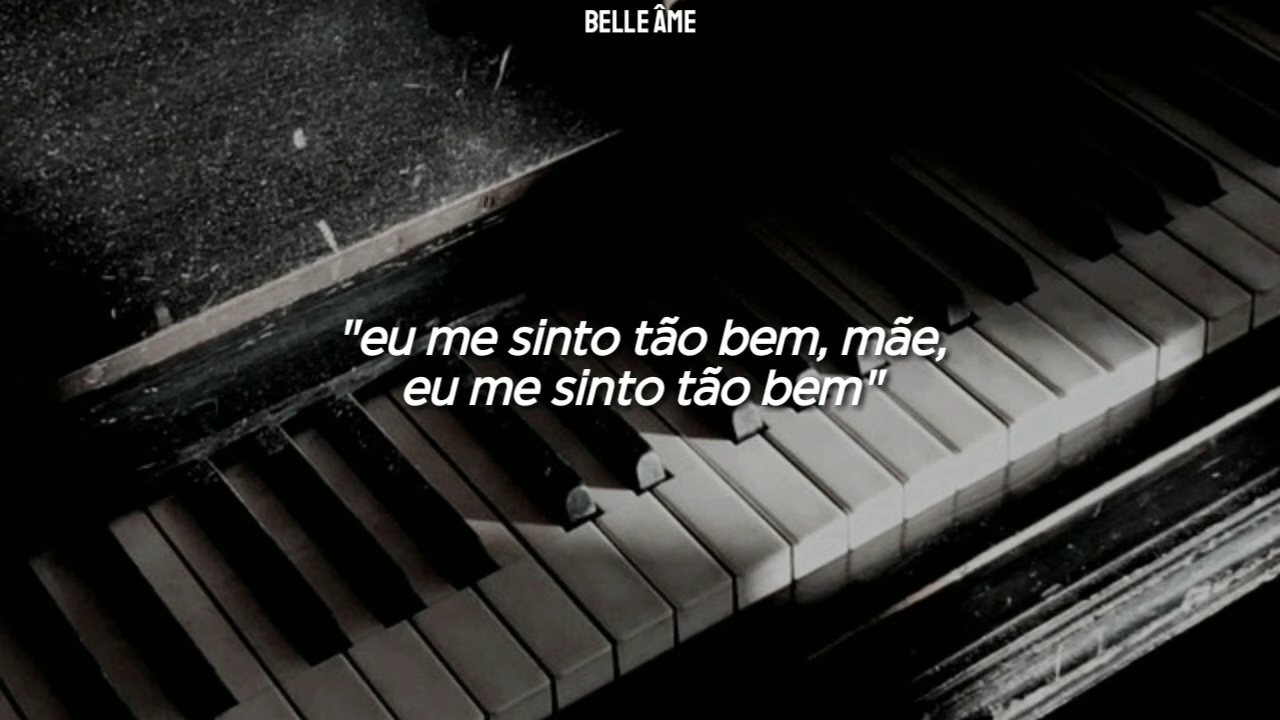 BELLE ÂME
"eu me sinto tão bem, mãe,
eu me sinto tão bem"